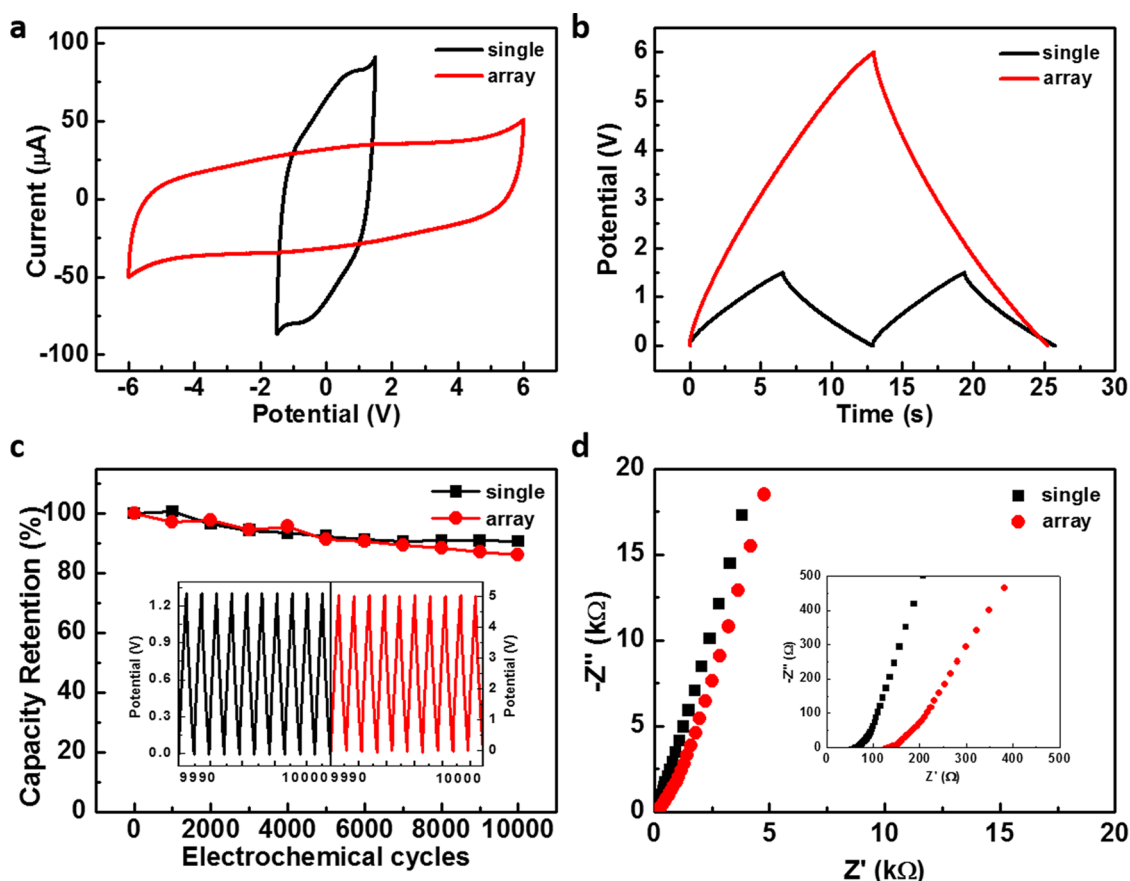 a
single
array
100
50
0
-50
-100
Current (μA)
-6 -4 -2 0 2 4 6
Potential (V)
b
single
array
6
5
4
3
2
1
0
Potential (V)
0 5 10 15 20 25 30
Time (s)
c
single
array
100
80
60
40
20
0
Capacity Retention (%)
1.2
0.9
0.6
0.3
0.0
Potential (V)
5
4
3
2
1
0
Potential (V)
9990 10000 9990 10000
0 2000 4000 6000 8000 10000
Electrochemical cycles
d
single
array
20
15
10
5
0
-Z'' (kΩ)
500
400
300
200
100
0
-Z'' (Ω)
0 100 200 300 400 500
Z' (Ω)
0 5 10 15 20
Z' (kΩ)